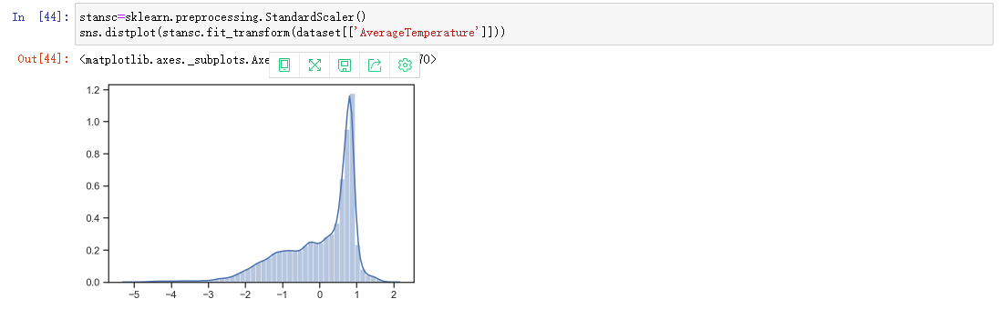 In [44]: stansc=sklearn.preprocessing.StandardScaler()
sns.distplot(stansc.fit_transform(dataset[['AverageTemperature']]))
Out[44]: <matplotlib.axes._subplots.Axe 70>
1.2
1.0
0.8
0.6
0.4
0.2
0.0
−5 −4 −3 −2 −1 0 1 2